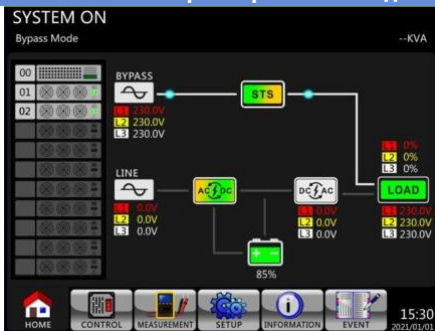 SYSTEM ON
Bypass Mode
--KVA
00
01
02
BYPASS
L1 230.0V
L2 230.0V
L3 230.0V
STS
L1 0%
L2 0%
L3 0%
LINE
L1 0.0V
L2 0.0V
L3 0.0V
AC DC
DC AC
L1 0.0V
L2 0.0V
L3 0.0V
LOAD
L1 230.0V
L2 230.0V
L3 230.0V
85%
HOME
CONTROL
MEASUREMENT
SETUP
INFORMATION
EVENT
15:30
2021/01/01